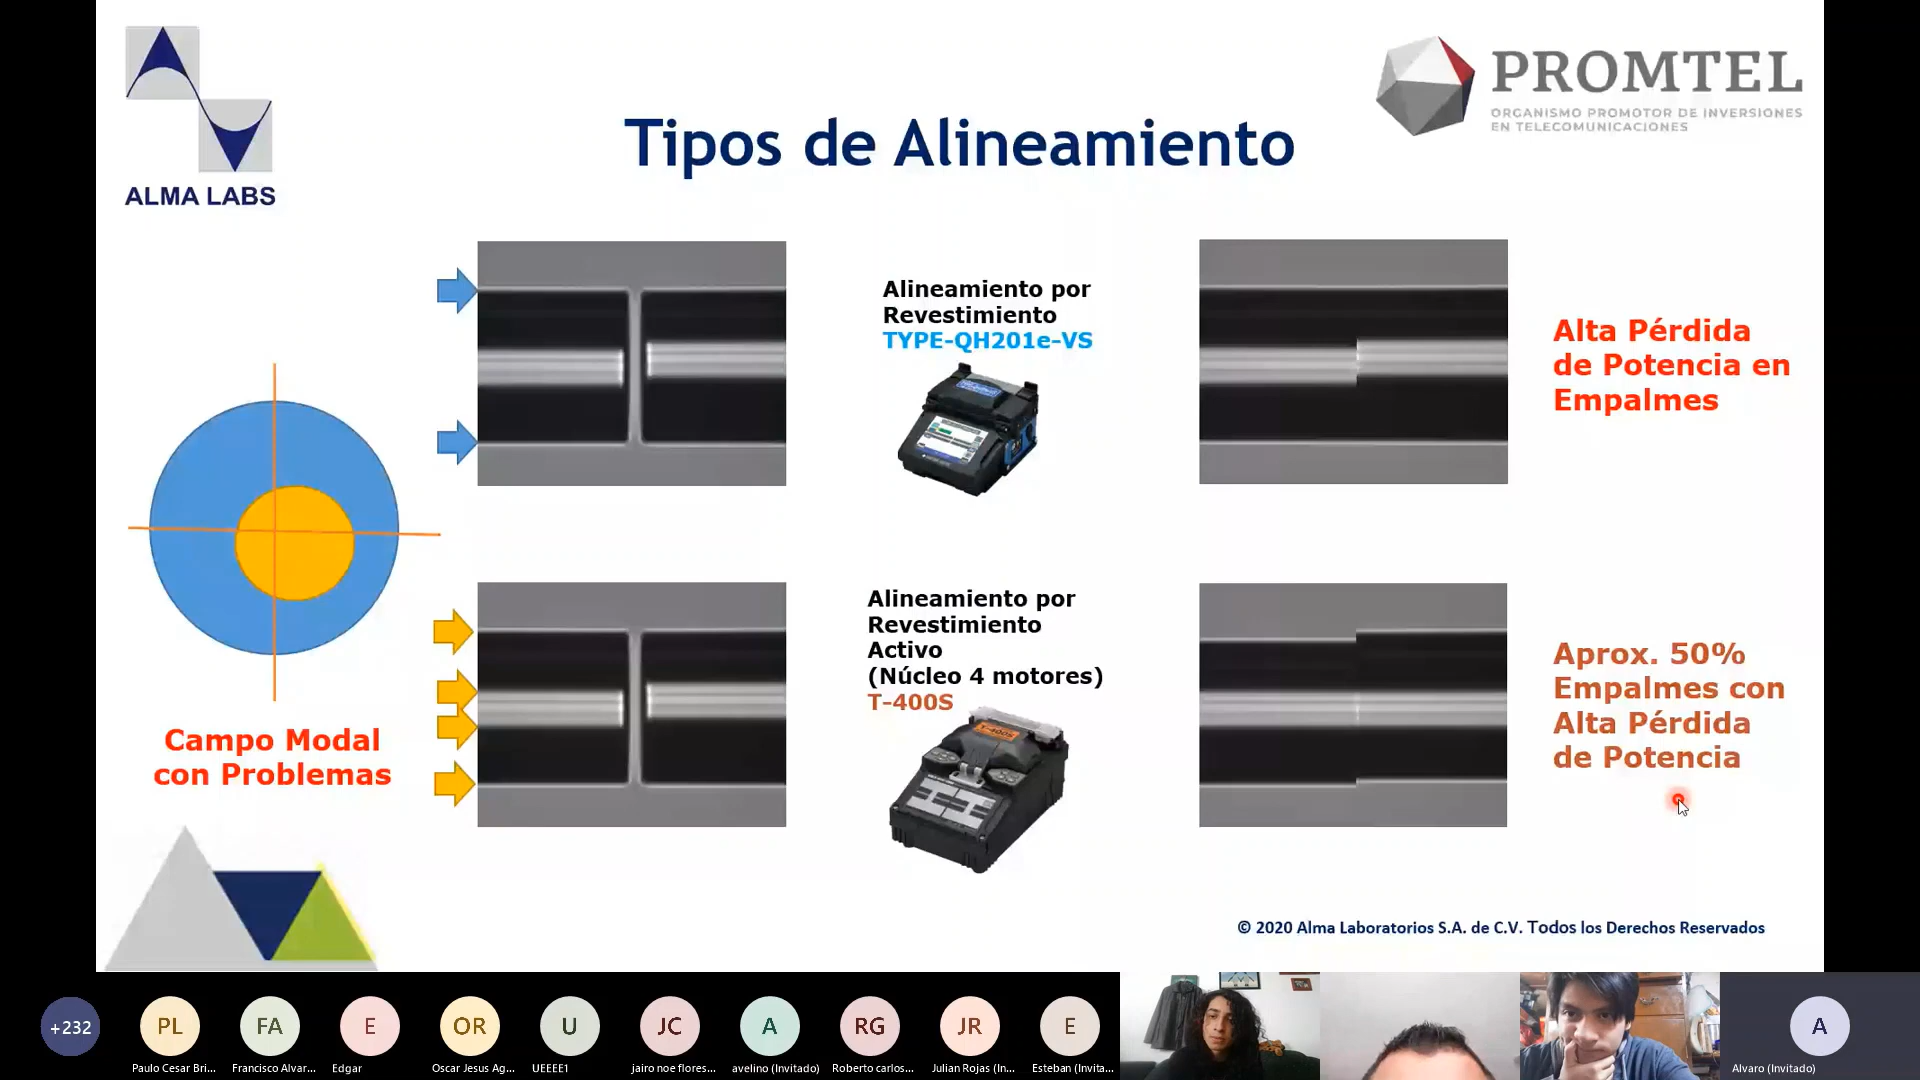 ALMA LABS
PROMTEL
ORGANISMO PROMOTOR DE INVERSIONES
EN TELECOMUNICACIONES
Tipos de Alineamiento
Alineamiento por
Revestimiento
TYPE-QH201e-VS
Alta Pérdida
de Potencia en
Empalmes
Campo Modal
con Problemas
Alineamiento por
Revestimiento
Activo
(Núcleo 4 motores)
T-400S
T-400S
Aprox. 50%
Empalmes con
Alta Pérdida
de Potencia
© 2020 Alma Laboratorios S.A. de C.V. Todos los Derechos Reservados
+232
PL
FA
E
OR
U
JC
A
RG
JR
E
A
Paulo Cesar Bri...
Francisco Alvar...
Edgar
Oscar Jesus Ag...
UEEEE1
jairo noe flores...
avelino (Invitado)
Roberto carlos...
Julian Rojas (In...
Esteban (Invita...
Alvaro (Invitado)